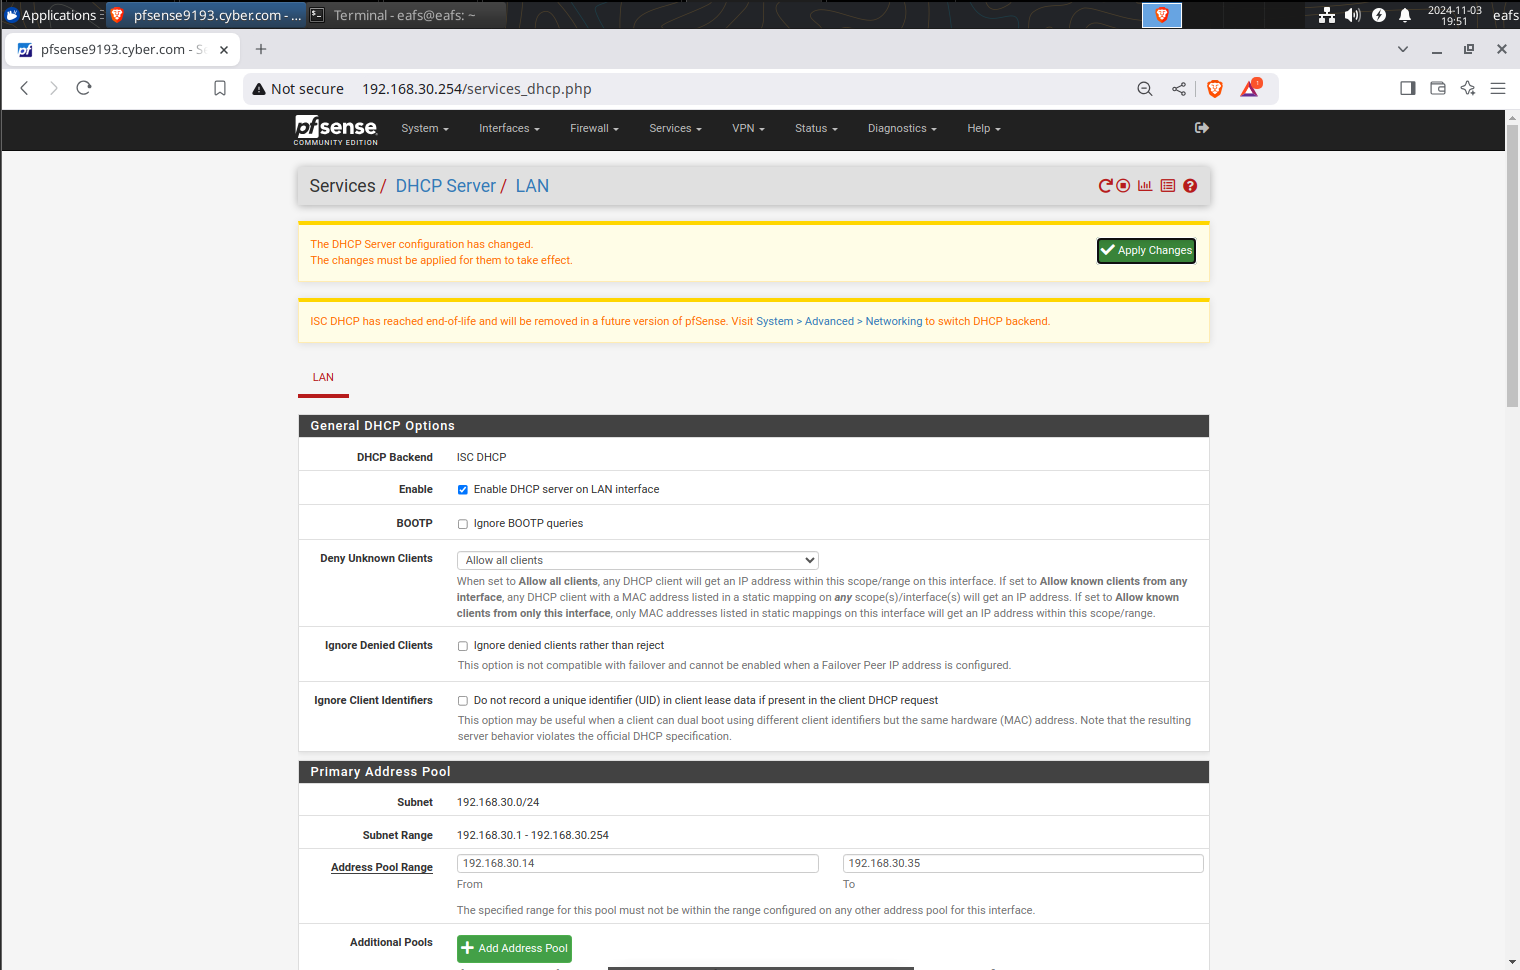 Applications
pfsense9193.cyber.com - ...
Terminal - eafs@eafs: ~
2024-11-03
19:51
eafs
pfsense9193.cyber.com - Se
Not secure
192.168.30.254/services_dhcp.php
1
pfsense
COMMUNITY EDITION
System
Interfaces
Firewall
Services
VPN
Status
Diagnostics
Help
Services / DHCP Server / LAN
The DHCP Server configuration has changed.
The changes must be applied for them to take effect.
Apply Changes
ISC DHCP has reached end-of-life and will be removed in a future version of pfSense. Visit System > Advanced > Networking to switch DHCP backend.
LAN
General DHCP Options
DHCP Backend
ISC DHCP
Enable
Enable DHCP server on LAN interface
BOOTP
Ignore BOOTP queries
Deny Unknown Clients
Allow all clients
When set to Allow all clients, any DHCP client will get an IP address within this scope/range on this interface. If set to Allow known clients from any
interface, any DHCP client with a MAC address listed in a static mapping on any scope(s)/interface(s) will get an IP address. If set to Allow known
clients from only this interface, only MAC addresses listed in static mappings on this interface will get an IP address within this scope/range.
Ignore Denied Clients
Ignore denied clients rather than reject
This option is not compatible with failover and cannot be enabled when a Failover Peer IP address is configured.
Ignore Client Identifiers
Do not record a unique identifier (UID) in client lease data if present in the client DHCP request
This option may be useful when a client can dual boot using different client identifiers but the same hardware (MAC) address. Note that the resulting
server behavior violates the official DHCP specification.
Primary Address Pool
Subnet
192.168.30.0/24
Subnet Range
192.168.30.1 - 192.168.30.254
Address Pool Range
192.168.30.14
192.168.30.35
From
To
The specified range for this pool must not be within the range configured on any other address pool for this interface.
Additional Pools
Add Address Pool